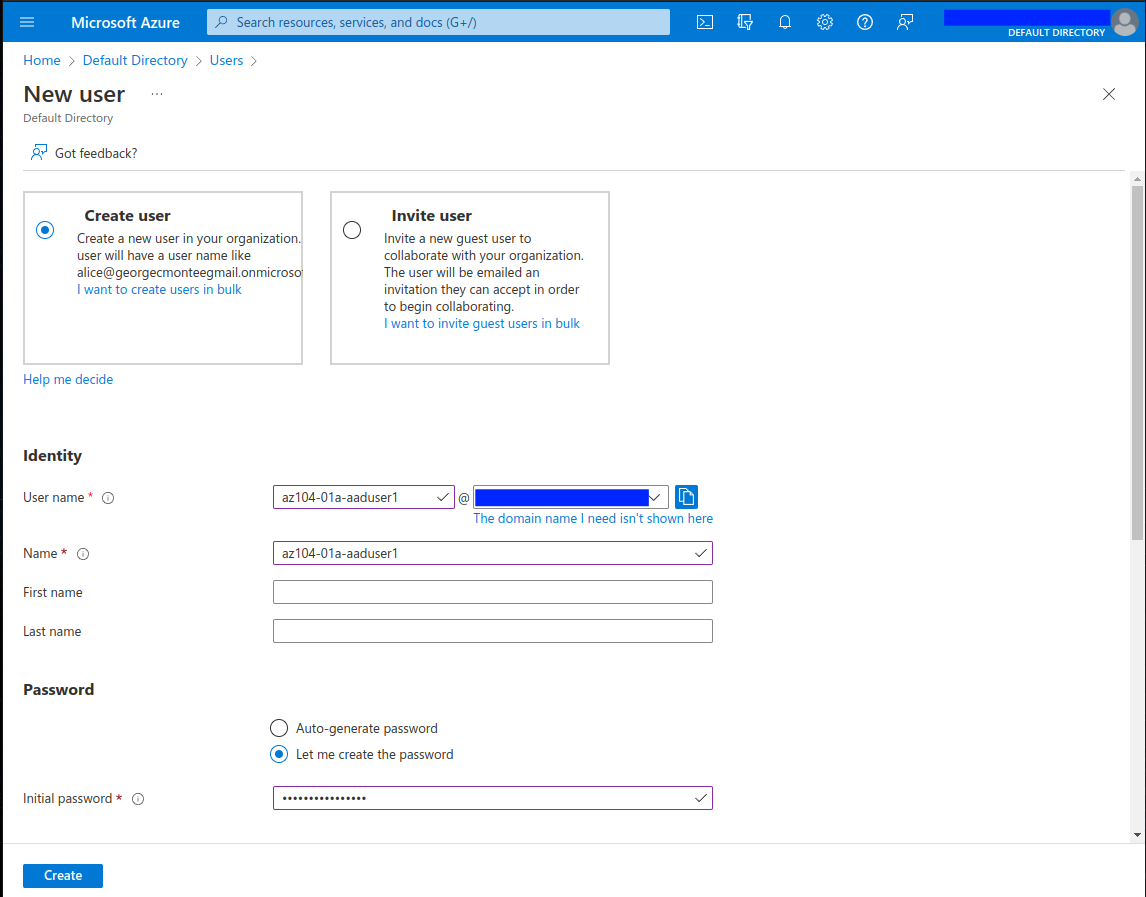 Microsoft Azure
Search resources, services, and docs (G+/)
DEFAULT DIRECTORY
Home > Default Directory > Users >
New user ...
Default Directory
Got feedback?
Create user
Create a new user in your organization.
user will have a user name like
alice@georgecmonteegmail.onmicroso
I want to create users in bulk
Invite user
Invite a new guest user to
collaborate with your organization.
The user will be emailed an
invitation they can accept in order
to begin collaborating.
I want to invite guest users in bulk
Help me decide
Identity
User name *
az104-01a-aaduser1 @
The domain name I need isn't shown here
Name *
az104-01a-aaduser1
First name
Last name
Password
Auto-generate password
Let me create the password
Initial password *
••••••••••••••••
Create